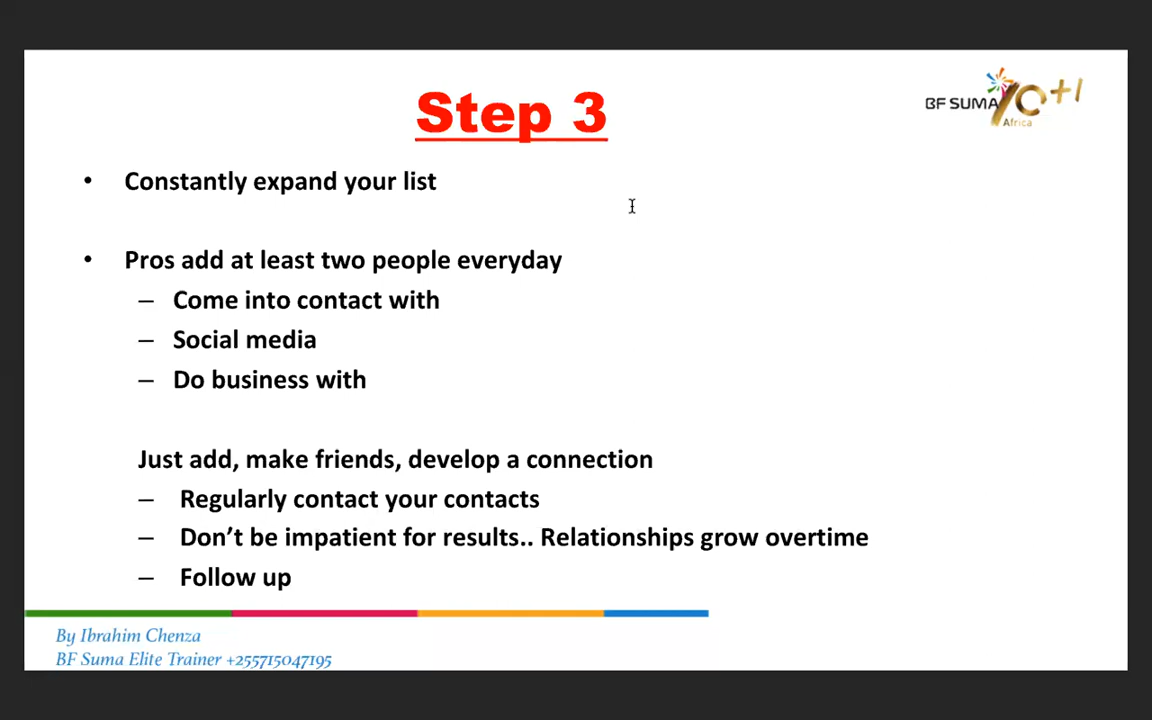 Step 3
BF SUMA 10+1
Africa
• Constantly expand your list
• Pros add at least two people everyday
– Come into contact with
– Social media
– Do business with
Just add, make friends, develop a connection
– Regularly contact your contacts
– Don’t be impatient for results.. Relationships grow overtime
– Follow up
By Ibrahim Chenza
BF Suma Elite Trainer +255715047195